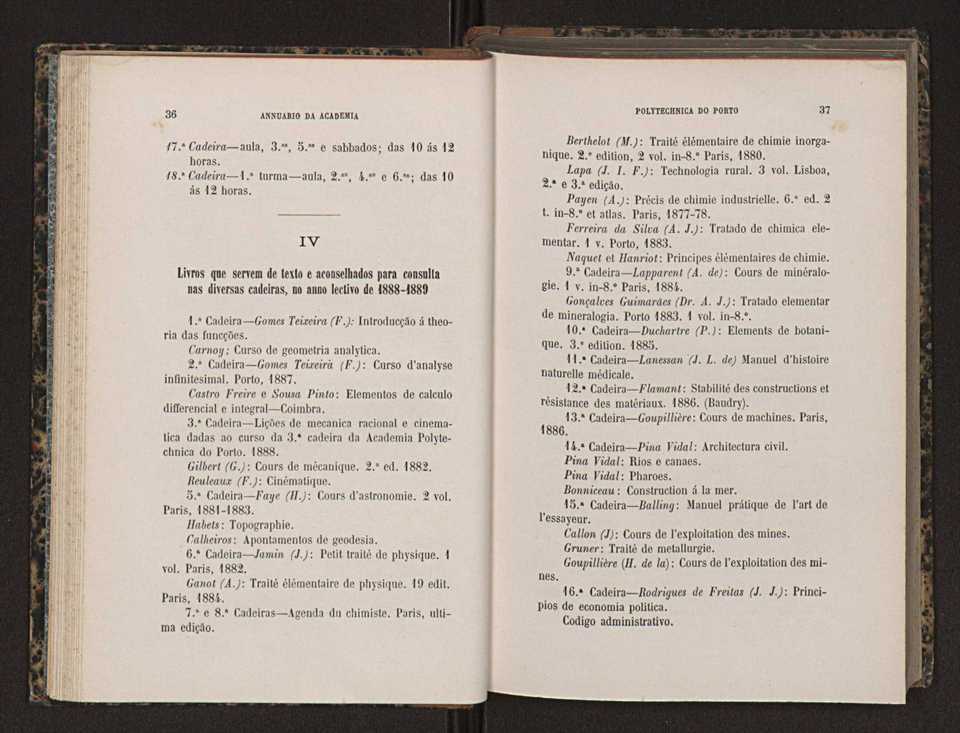 36 ANNUARIO DA ACADEMIA
17.ª Cadeira—aula, 3.ªˢ, 5.ªˢ e sabbados; das 10 ás 12
horas.
18.ª Cadeira—1.ª turma—aula, 2.ªˢ, 4.ªˢ e 6.ªˢ; das 10
ás 12 horas.
IV
Livros que servem de texto e aconselhados para consulta
nas diversas cadeiras, no anno lectivo de 1888-1889
1.ª Cadeira—Gomes Teixeira (F.): Introducção á theo-
ria das funcções.
Carnoy; Curso de geometria analytica.
2.ª Cadeira—Gomes Teixeira (F.): Curso d'analyse
infinitesimal. Porto, 1887.
Castro Freire e Sousa Pinto: Elementos de calculo
differencial e integral—Coimbra.
3.ª Cadeira—Lições de mecanica racional e cinema-
tica dadas ao curso da 3.ª cadeira da Academia Polyte-
chnica do Porto. 1888.
Gilbert (G.): Cours de mécanique. 2.ª ed. 1882.
Reuleaux (F.): Cinématique.
5.ª Cadeira—Faye (H.): Cours d'astronomie. 2 vol.
Paris, 1881-1883.
Habets: Topographie.
Calheiros: Apontamentos de geodesia.
6.ª Cadeira—Jamin (J.): Petit traité de physique. 1
vol. Paris, 1882.
Ganot (A.): Traité élémentaire de physique. 19 edit.
Paris, 1884.
7.ª e 8.ª Cadeiras—Agenda du chimiste. Paris, ulti-
ma edição.
POLYTECHNICA DO PORTO 37
Berthelot (M.): Traité élémentaire de chimie inorga-
nique. 2.ª edition, 2 vol. in-8.º Paris, 1880.
Lapa (J. I. F.): Technologia rural. 3 vol. Lisboa,
2.ª e 3.ª edição.
Payen (A.): Précis de chimie industrielle. 6.ª ed. 2
t. in-8.º et atlas. Paris, 1877-78.
Ferreira da Silva (A. J.): Tratado de chimica ele-
mentar. 1 v. Porto, 1883.
Naquet et Hanriot: Principes élémentaires de chimie.
9.ª Cadeira—Lapparent (A. de): Cours de minéralo-
gie. 1 v. in-8.º Paris, 1884.
Gonçalves Guimarães (Dr. A. J.): Tratado elementar
de mineralogia. Porto 1883. 1 vol. in-8.º.
10.ª Cadeira—Duchartre (P.): Elements de botani-
que. 3.ª edition. 1885.
11.ª Cadeira—Lanessan (J. L. de) Manuel d'histoire
naturelle médicale.
12.ª Cadeira—Flamant: Stabilité des constructions et
résistance des matériaux. 1886. (Baudry).
13.ª Cadeira—Goupillière: Cours de machines. Paris,
1886.
14.ª Cadeira—Pina Vidal: Architectura civil.
Pina Vidal: Rios e canaes.
Pina Vidal: Pharoes.
Bonniceau: Construction á la mer.
15.ª Cadeira—Balling: Manuel prátique de l'art de
l'essayeur.
Callon (J): Cours de l'exploitation des mines.
Gruner: Traité de metallurgie.
Goupillière (H. de la): Cours de l'exploitation des mi-
nes.
16.ª Cadeira—Rodrigues de Freitas (J. J.): Princi-
pios de economia politica.
Codigo administrativo.